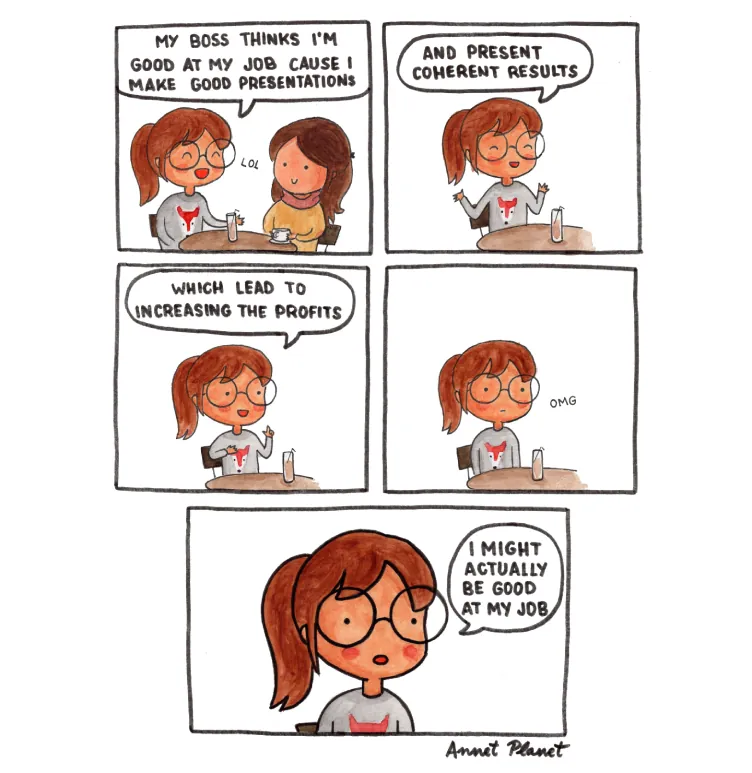 MY BOSS THINKS I'M
GOOD AT MY JOB CAUSE I
MAKE GOOD PRESENTATIONS
LOL
AND PRESENT
COHERENT RESULTS
WHICH LEAD TO
INCREASING THE PROFITS
OMG
I MIGHT
ACTUALLY
BE GOOD
AT MY JOB
Annet Planet